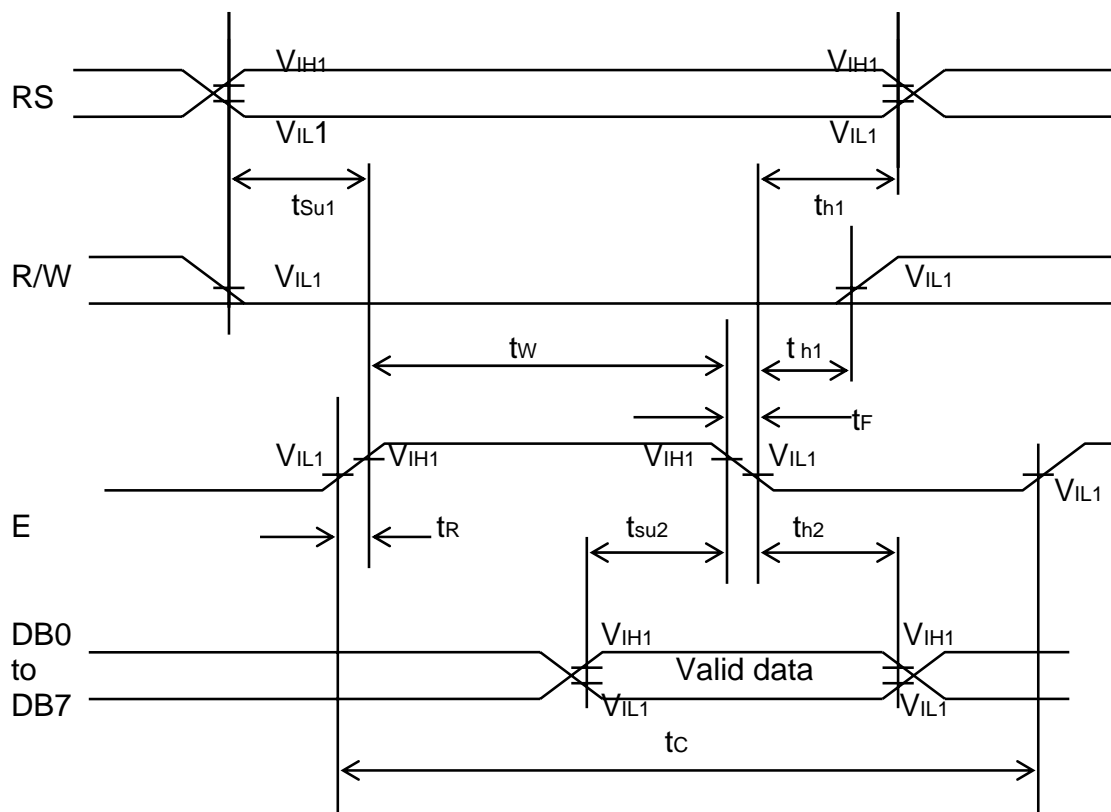 VIH1 VIH1
RS
VIL1 VIL1
tSu1 th1
R/W VIL1 VIL1
tW t h1
tF
VIL1 VIH1 VIH1 VIL1 VIL1
E tR tsu2 th2
DB0 VIH1 VIH1
to Valid data
DB7 VIL1 VIL1
tC